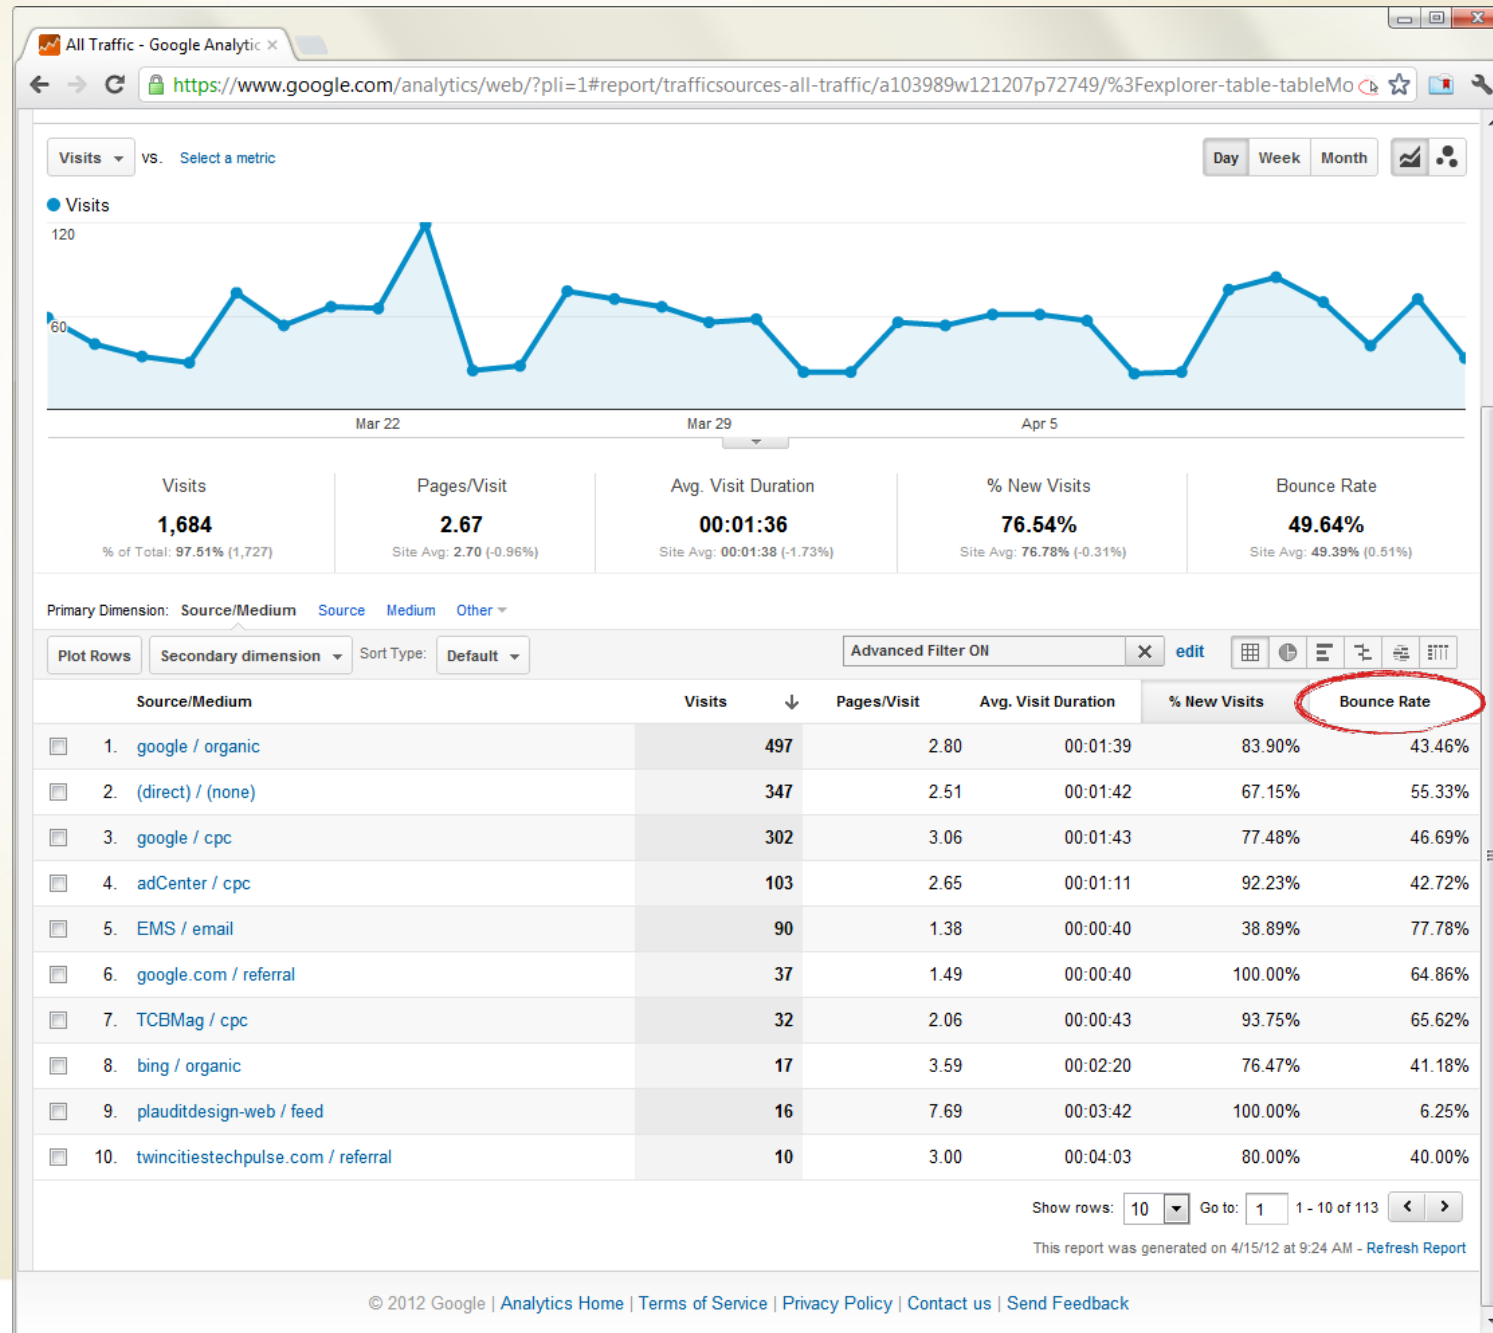 All Traffic - Google Analytic
https://www.google.com/analytics/web/?pli=1#report/trafficsources-all-traffic/a103989w121207p72749/%3Fexplorer-table-tableMo
Visits VS. Select a metric Day Week Month
Visits
120
60
Mar 22 Mar 29 Apr 5
Visits Pages/Visit Avg. Visit Duration % New Visits Bounce Rate
1,684 2.67 00:01:36 76.54% 49.64%
% of Total: 97.51% (1,727) Site Avg: 2.70 (-0.96%) Site Avg: 00:01:38 (-1.73%) Site Avg: 76.78% (-0.31%) Site Avg: 49.39% (0.51%)
Primary Dimension: Source/Medium Source Medium Other
Plot Rows Secondary dimension Sort Type: Default Advanced Filter ON edit
Source/Medium Visits Pages/Visit Avg. Visit Duration % New Visits Bounce Rate
1. google / organic 497 2.80 00:01:39 83.90% 43.46%
2. (direct) / (none) 347 2.51 00:01:42 67.15% 55.33%
3. google / cpc 302 3.06 00:01:43 77.48% 46.69%
4. adCenter / cpc 103 2.65 00:01:11 92.23% 42.72%
5. EMS / email 90 1.38 00:00:40 38.89% 77.78%
6. google.com / referral 37 1.49 00:00:40 100.00% 64.86%
7. TCBMag / cpc 32 2.06 00:00:43 93.75% 65.62%
8. bing / organic 17 3.59 00:02:20 76.47% 41.18%
9. plauditdesign-web / feed 16 7.69 00:03:42 100.00% 6.25%
10. twincitiestechpulse.com / referral 10 3.00 00:04:03 80.00% 40.00%
Show rows: 10 Go to: 1 1 - 10 of 113
This report was generated on 4/15/12 at 9:24 AM - Refresh Report
© 2012 Google | Analytics Home | Terms of Service | Privacy Policy | Contact us | Send Feedback